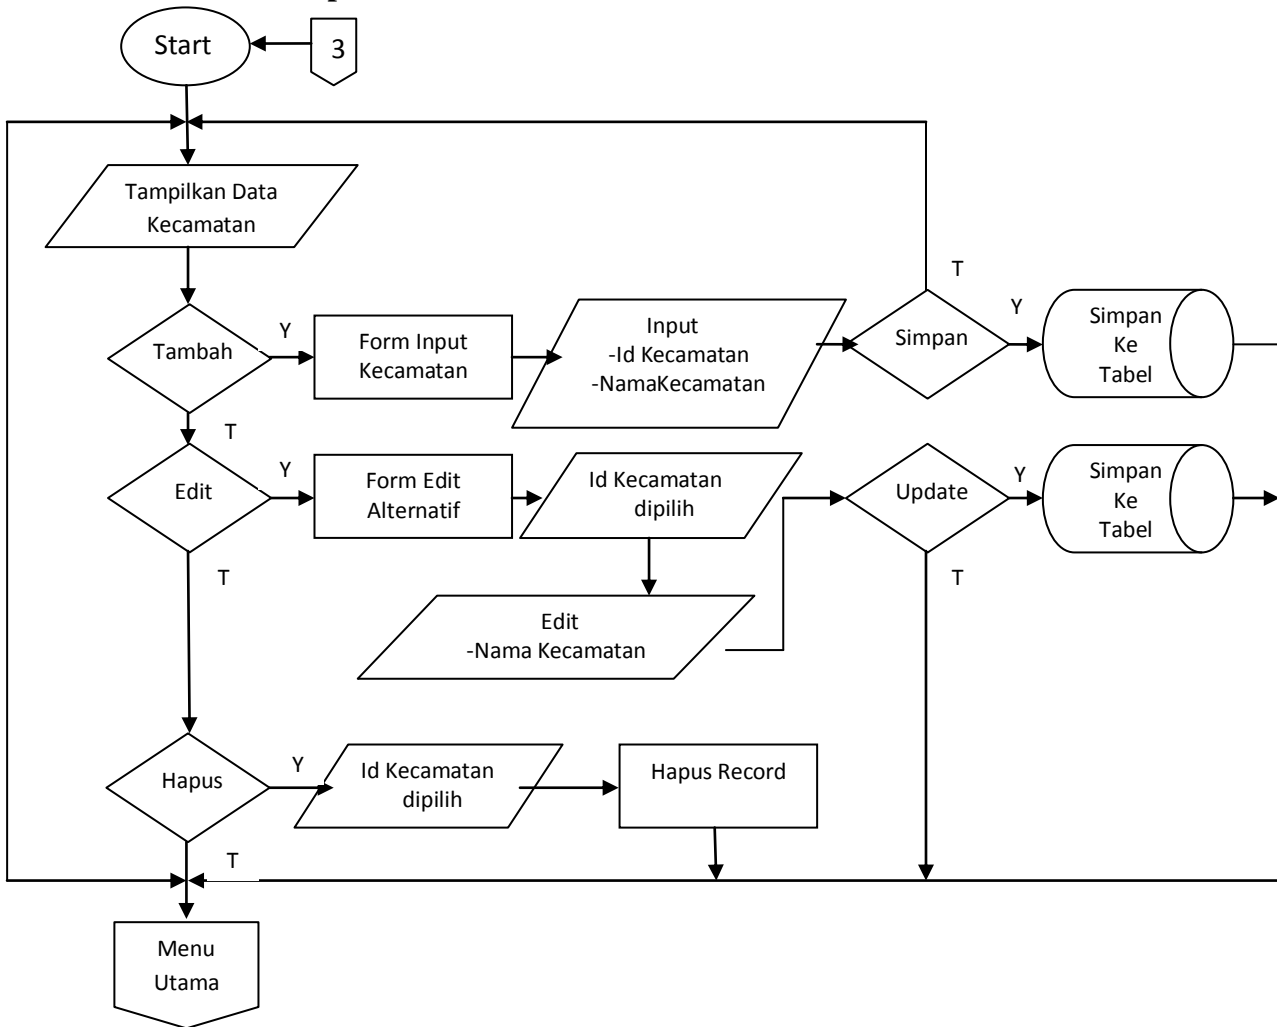 Start
3
Tampilkan Data
Kecamatan
T
Tambah
Y
Form Input
Kecamatan
Input
-Id Kecamatan
-NamaKecamatan
Simpan
Y
Simpan
Ke
Tabel
T
Edit
Y
Form Edit
Alternatif
Id Kecamatan
dipilih
Update
Y
Simpan
Ke
Tabel
T
T
Edit
-Nama Kecamatan
Hapus
Y
Id Kecamatan
dipilih
Hapus Record
T
Menu
Utama